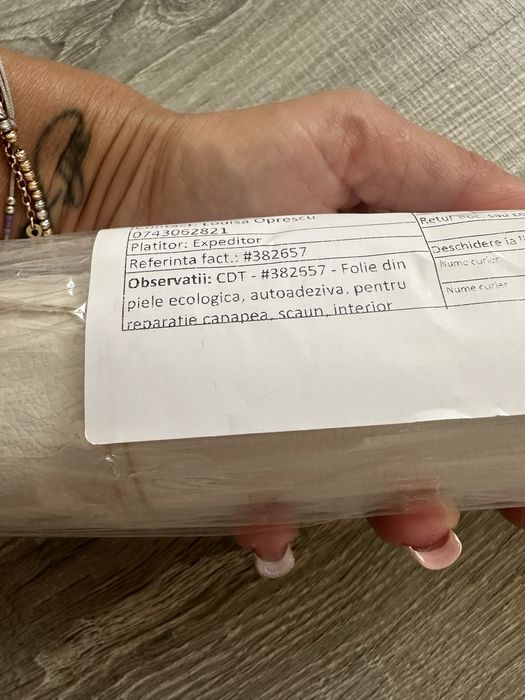 Contact: Louisa Oprescu
0743062821
Platitor: Expeditor
Referinta fact.: #382657
Observatii: CDT - #382657 - Folie din
piele ecologica, autoadeziva, pentru
reparatie canapea, scaun, interior
Retur doc. sau
Deschidere la
Nume curier
Nume curier